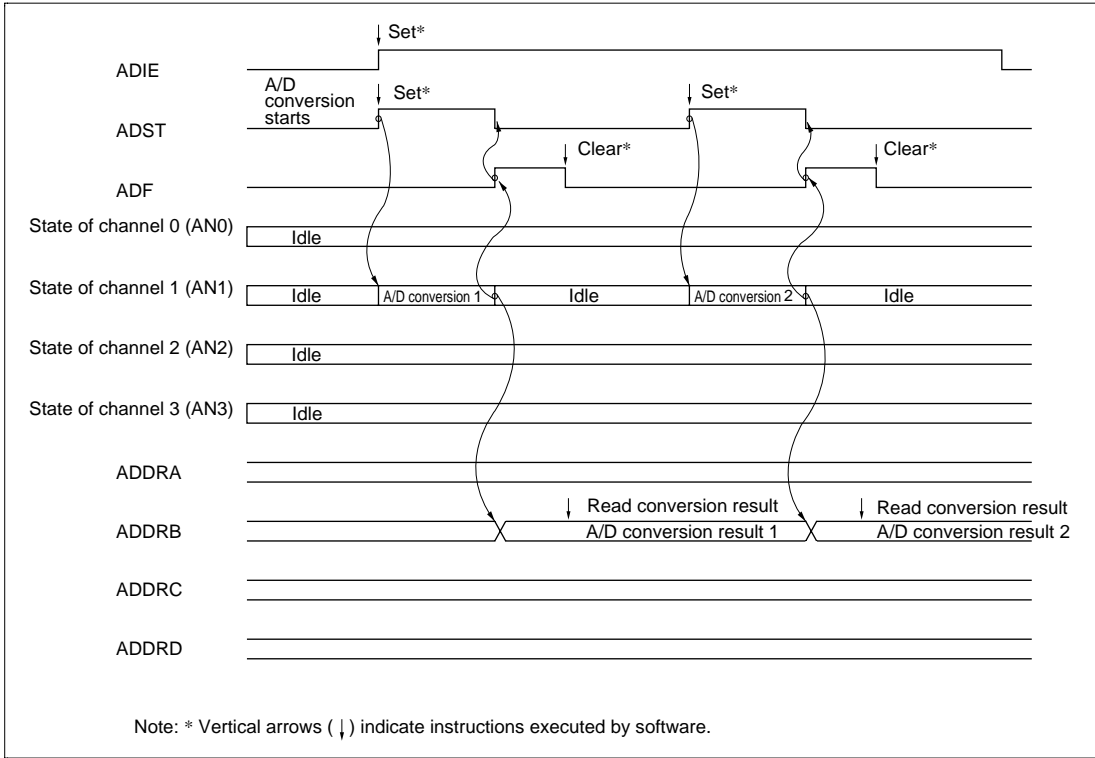 Set*
ADIE
A/D
conversion
starts
Set* Set*
ADST
Clear* Clear*
ADF
State of channel 0 (AN0) Idle
State of channel 1 (AN1) Idle A/D conversion 1 Idle A/D conversion 2 Idle
State of channel 2 (AN2) Idle
State of channel 3 (AN3) Idle
ADDRA
Read conversion result Read conversion result
ADDRB A/D conversion result 1 A/D conversion result 2
ADDRC
ADDRD
Note: * Vertical arrows (↓) indicate instructions executed by software.